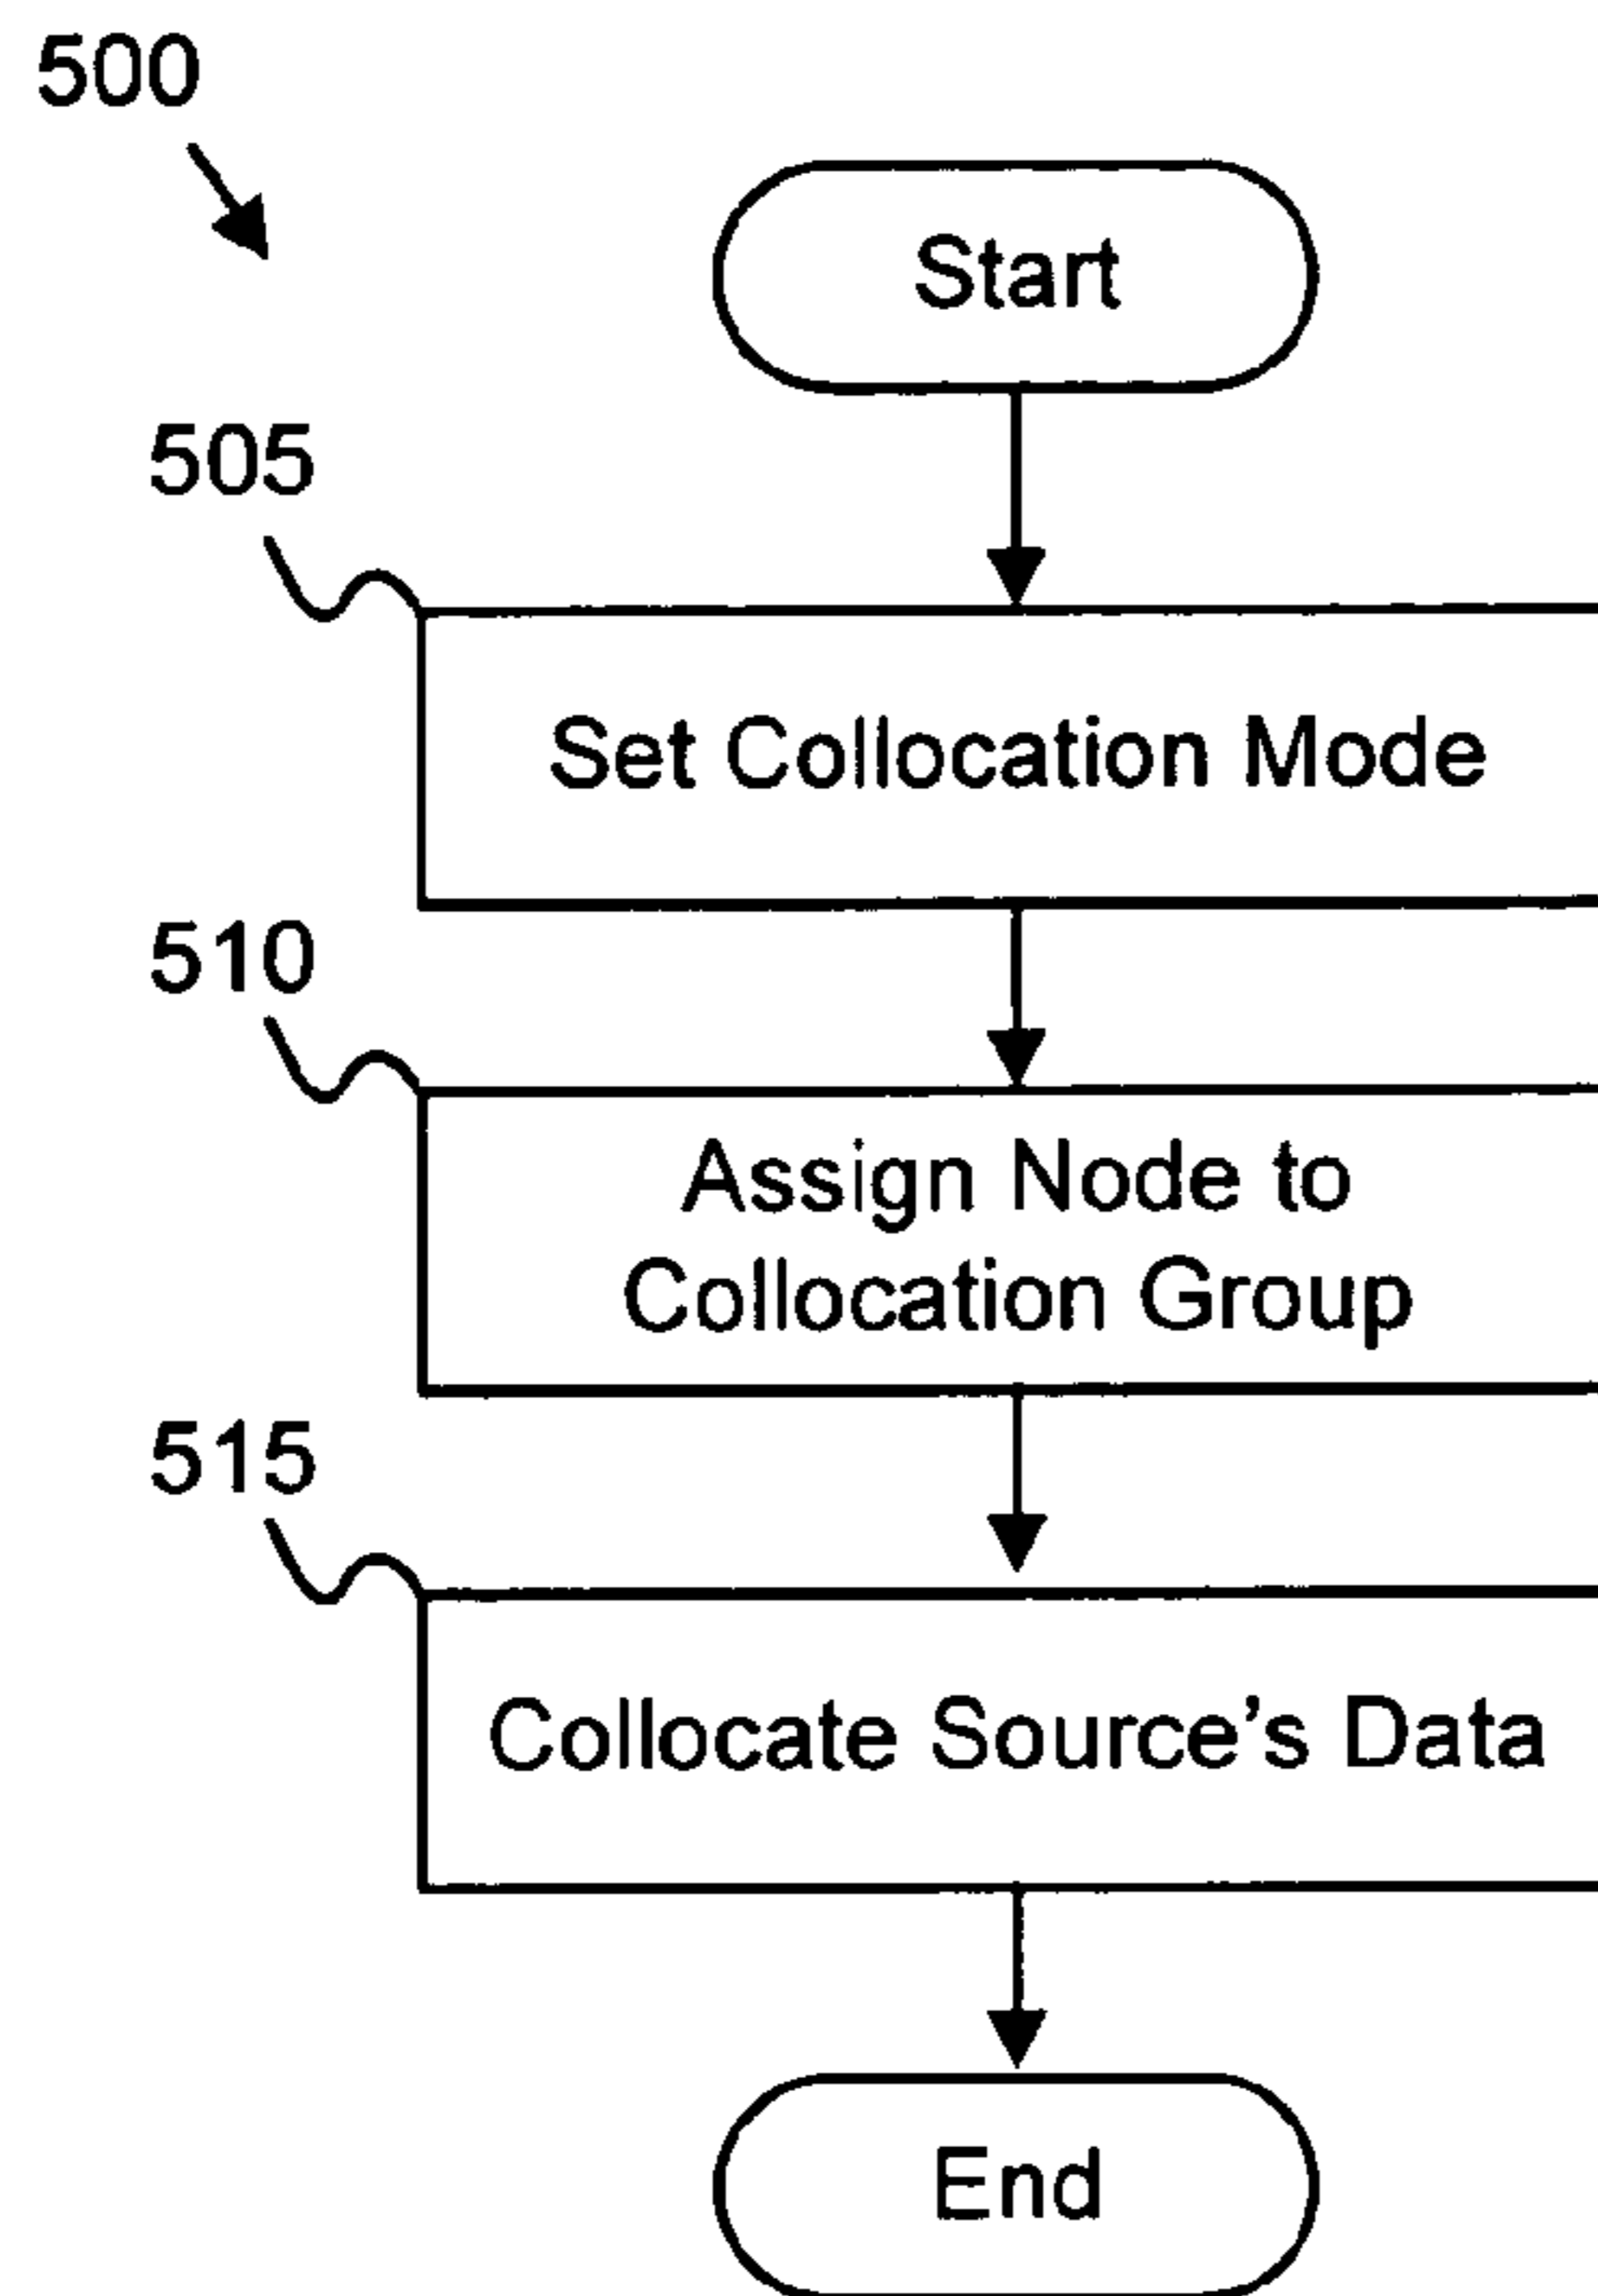 500
Start
505
Set Collocation Mode
510
Assign Node to
Collocation Group
515
Collocate Source's Data
End